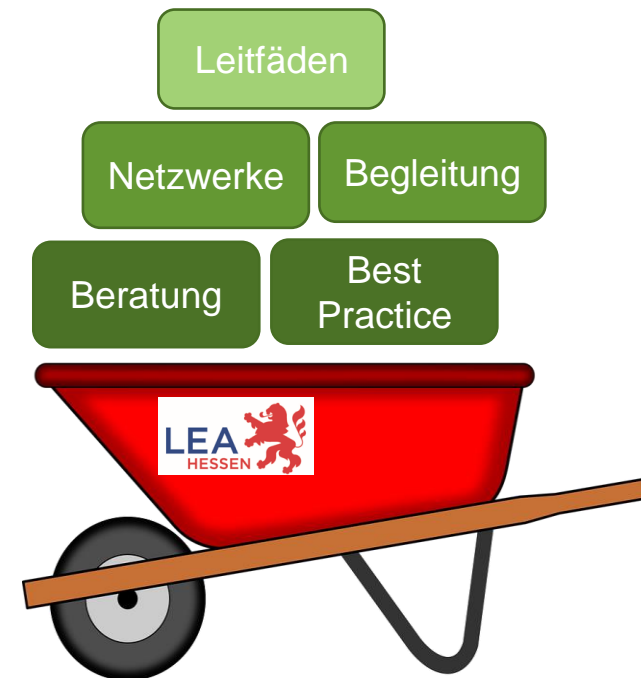 Leitfäden
Netzwerke
Begleitung
Beratung
Best
Practice
LEA
HESSEN